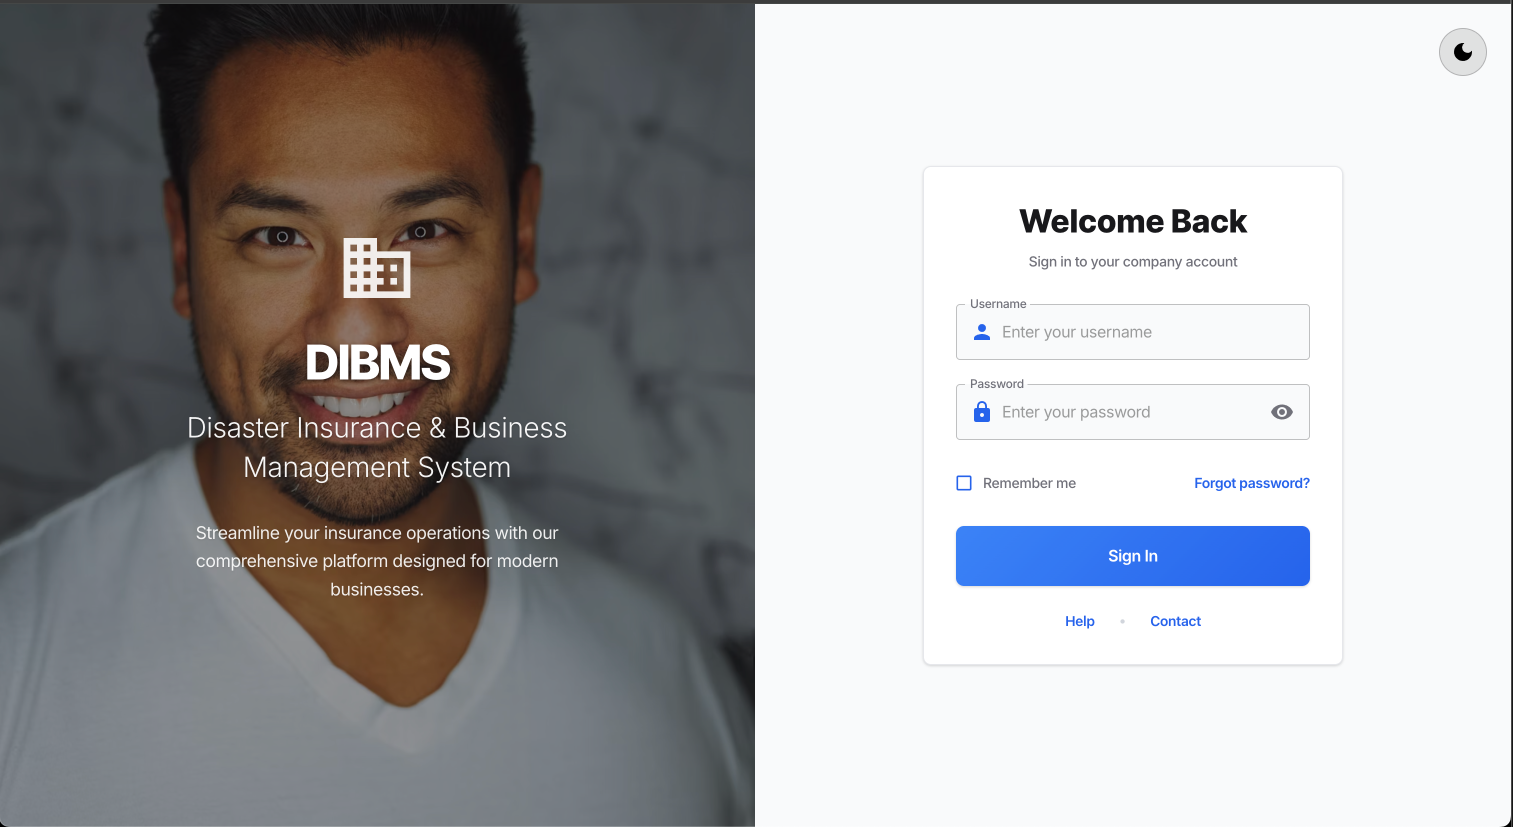 DIBMS
Disaster Insurance & Business
Management System
Streamline your insurance operations with our
comprehensive platform designed for modern
businesses.
Welcome Back
Sign in to your company account
Username
Enter your username
Password
Enter your password
Remember me
Forgot password?
Sign In
Help • Contact